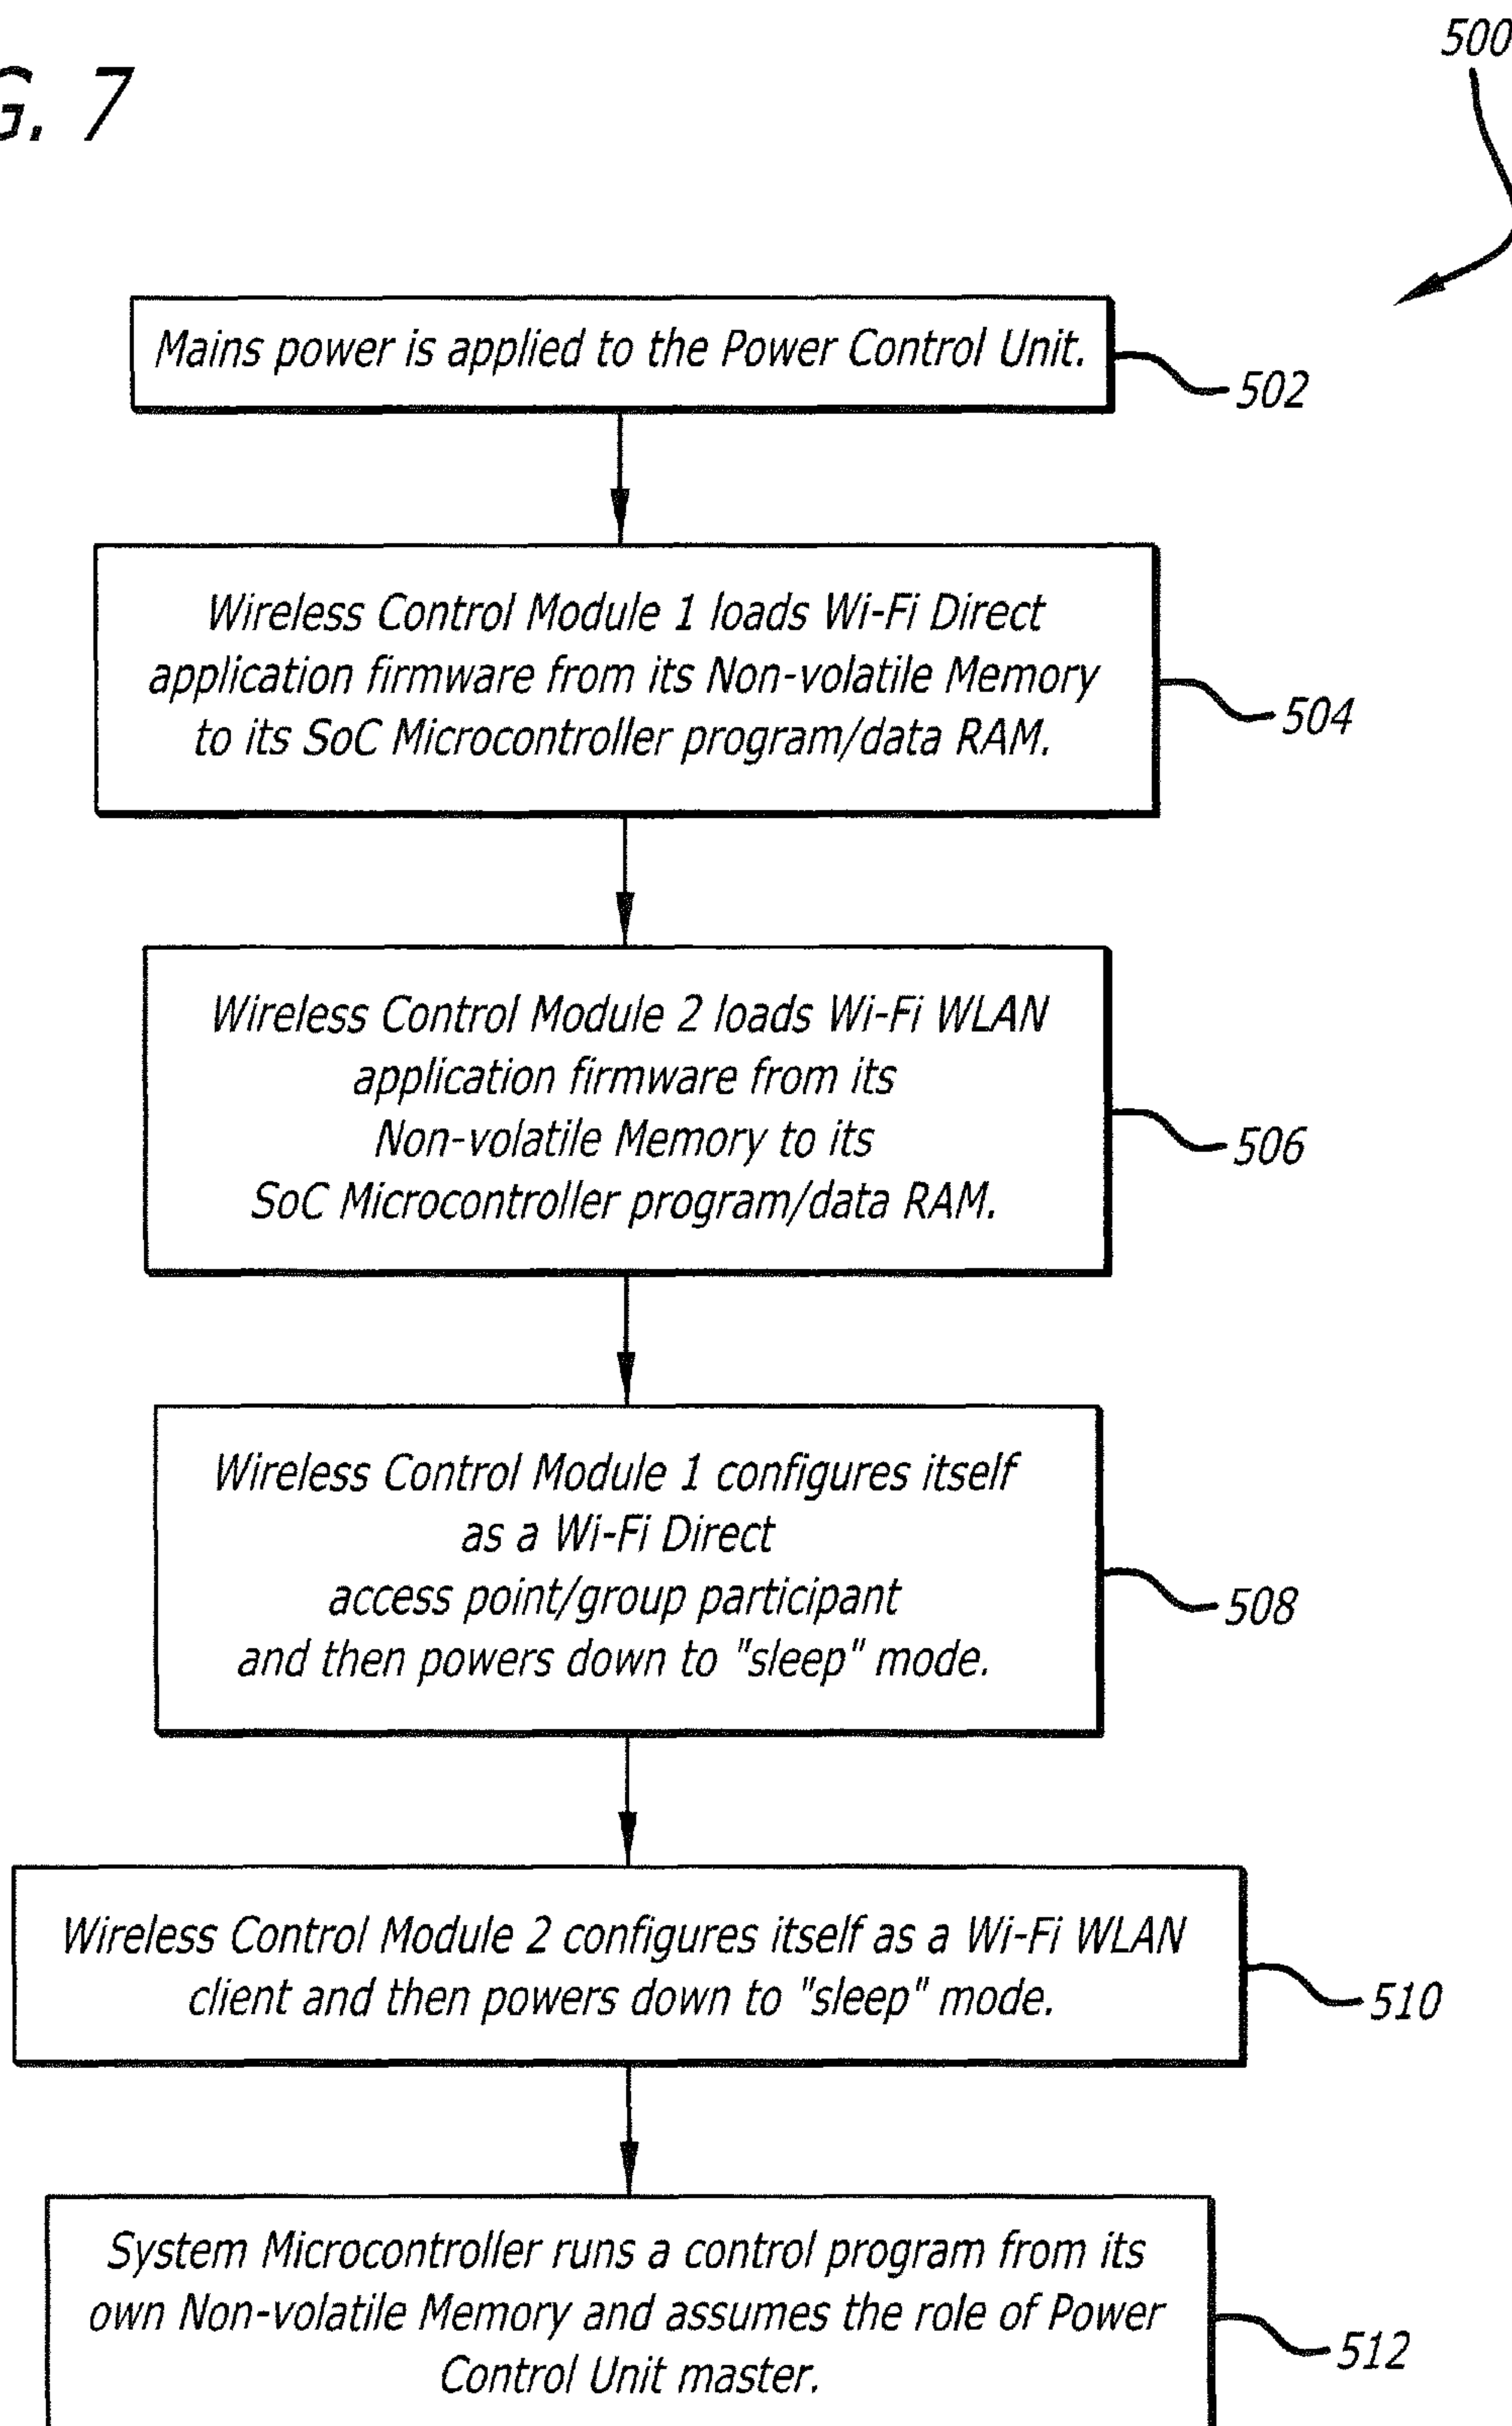 500
G. 7
Mains power is applied to the Power Control Unit.
502
Wireless Control Module 1 loads Wi-Fi Direct
application firmware from its Non-volatile Memory
to its SoC Microcontroller program/data RAM.
504
Wireless Control Module 2 loads Wi-Fi WLAN
application firmware from its
Non-volatile Memory to its
SoC Microcontroller program/data RAM.
506
Wireless Control Module 1 configures itself
as a Wi-Fi Direct
access point/group participant
and then powers down to "sleep" mode.
508
Wireless Control Module 2 configures itself as a Wi-Fi WLAN
client and then powers down to "sleep" mode.
510
System Microcontroller runs a control program from its
own Non-volatile Memory and assumes the role of Power
Control Unit master.
512